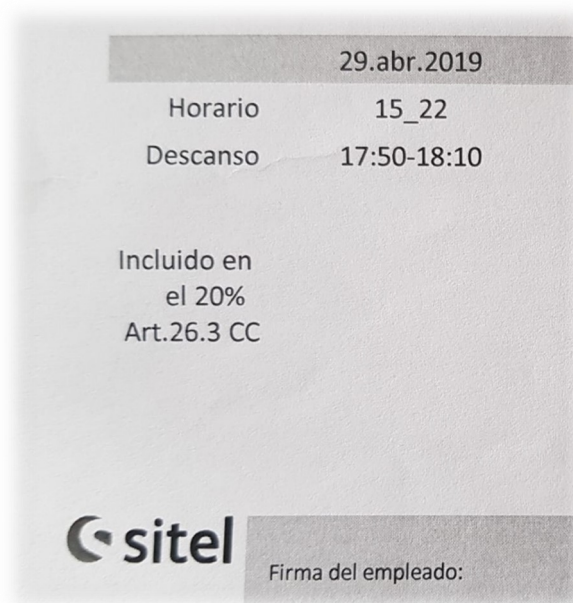 29.abr.2019
Horario 15_22
Descanso 17:50-18:10
Incluido en
el 20%
Art.26.3 CC
sitel
Firma del empleado: